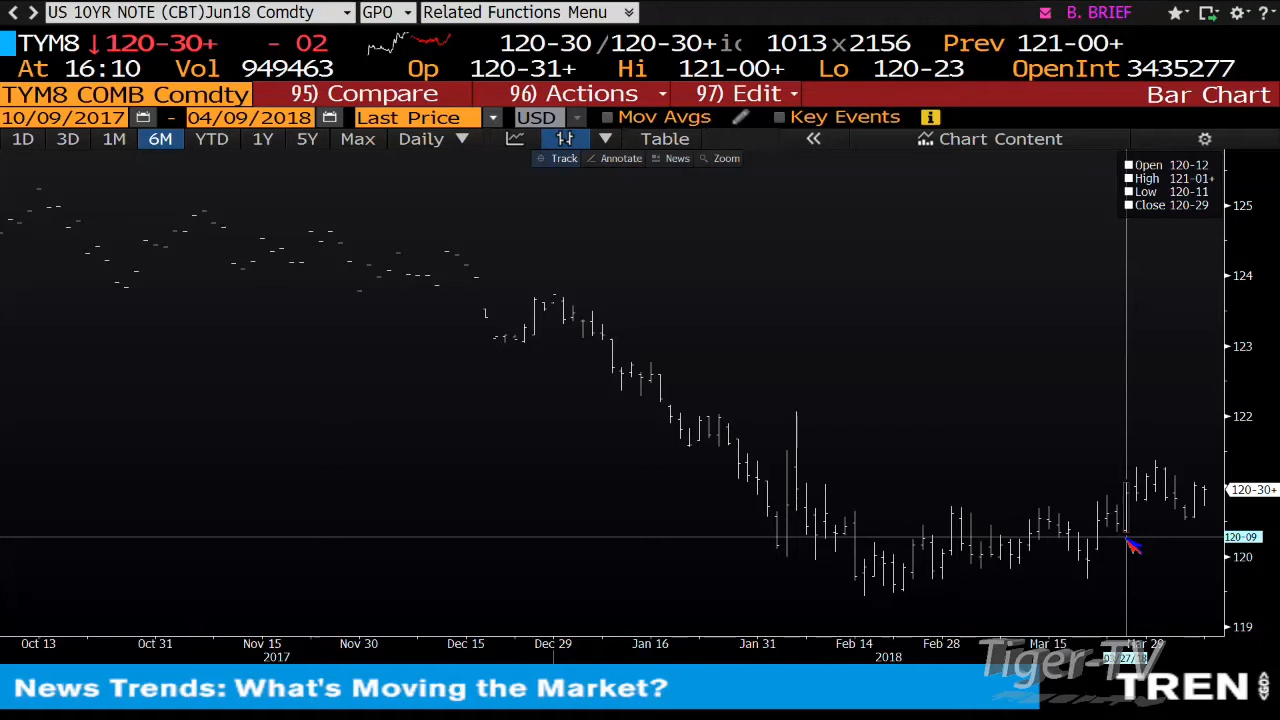 US 10YR NOTE (CBT)Jun18 Comdty GPO Related Functions Menu B. BRIEF ?
TYM8 ↓120-30+ - 02 120-30 /120-30+ic 1013x2156 Prev 121-00+
At 16:10 Vol 949463 Op 120-31+ Hi 121-00+ Lo 120-23 OpenInt 3435277
TYM8 COMB Comdty 95) Compare 96) Actions 97) Edit Bar Chart
10/09/2017 - 04/09/2018 Last Price USD Mov Avgs Key Events i
1D 3D 1M 6M YTD 1Y 5Y Max Daily ▼ Table « Chart Content
Track Annotate News Zoom
Open 120-12
High 121-01+
Low 120-11
Close 120-29
125
124
123
122
120-30+
120-09
120
119
Oct 13 Oct 31 Nov 15 Nov 30 Dec 15 Dec 29 Jan 16 Jan 31 Feb 14 Feb 28 Mar 15 Mar 29
2017 2018 03/27/18
Tiger-TV
News Trends: What's Moving the Market? TREN